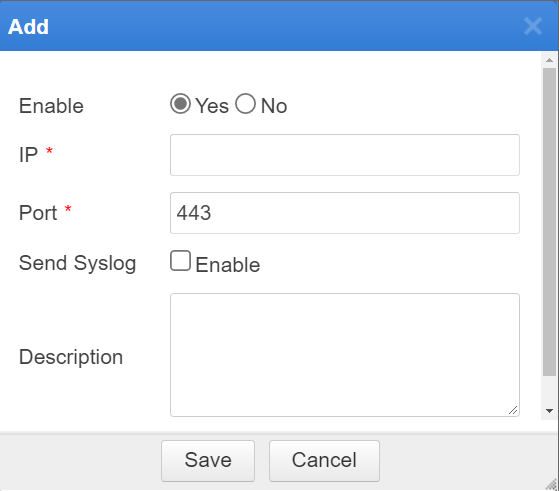 Add
Enable Yes No
IP *
Port * 443
Send Syslog Enable
Description
Save Cancel